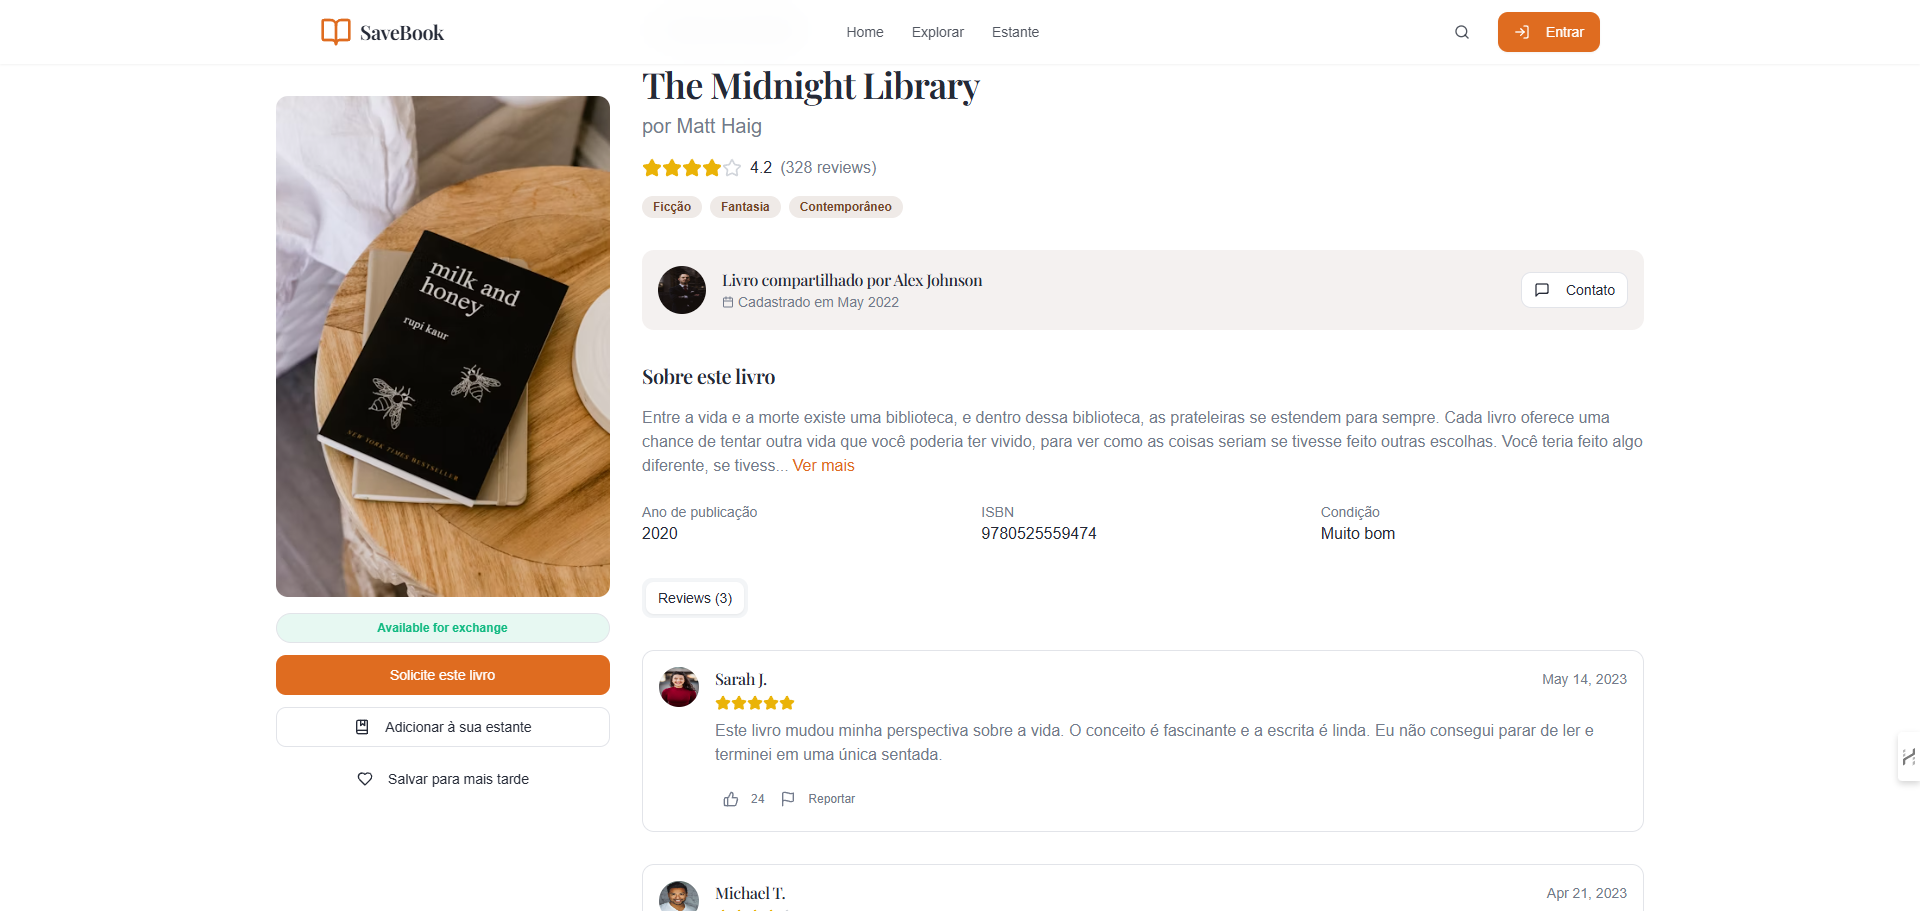 SaveBook
Home
Explorar
Estante
Entrar
The Midnight Library
por Matt Haig
4.2 (328 reviews)
Ficção
Fantasia
Contemporâneo
Livro compartilhado por Alex Johnson
Cadastrado em May 2022
Contato
milk and
honey
rupi kaur
NEW YORK TIMES BESTSELLER
Sobre este livro
Entre a vida e a morte existe uma biblioteca, e dentro dessa biblioteca, as prateleiras se estendem para sempre. Cada livro oferece uma
chance de tentar outra vida que você poderia ter vivido, para ver como as coisas seriam se tivesse feito outras escolhas. Você teria feito algo
diferente, se tivess... Ver mais
Ano de publicação
2020
ISBN
9780525559474
Condição
Muito bom
Available for exchange
Solicite este livro
Adicionar à sua estante
Salvar para mais tarde
Reviews (3)
Sarah J.
May 14, 2023
Este livro mudou minha perspectiva sobre a vida. O conceito é fascinante e a escrita é linda. Eu não consegui parar de ler e
terminei em uma única sentada.
24
Reportar
Michael T.
Apr 21, 2023